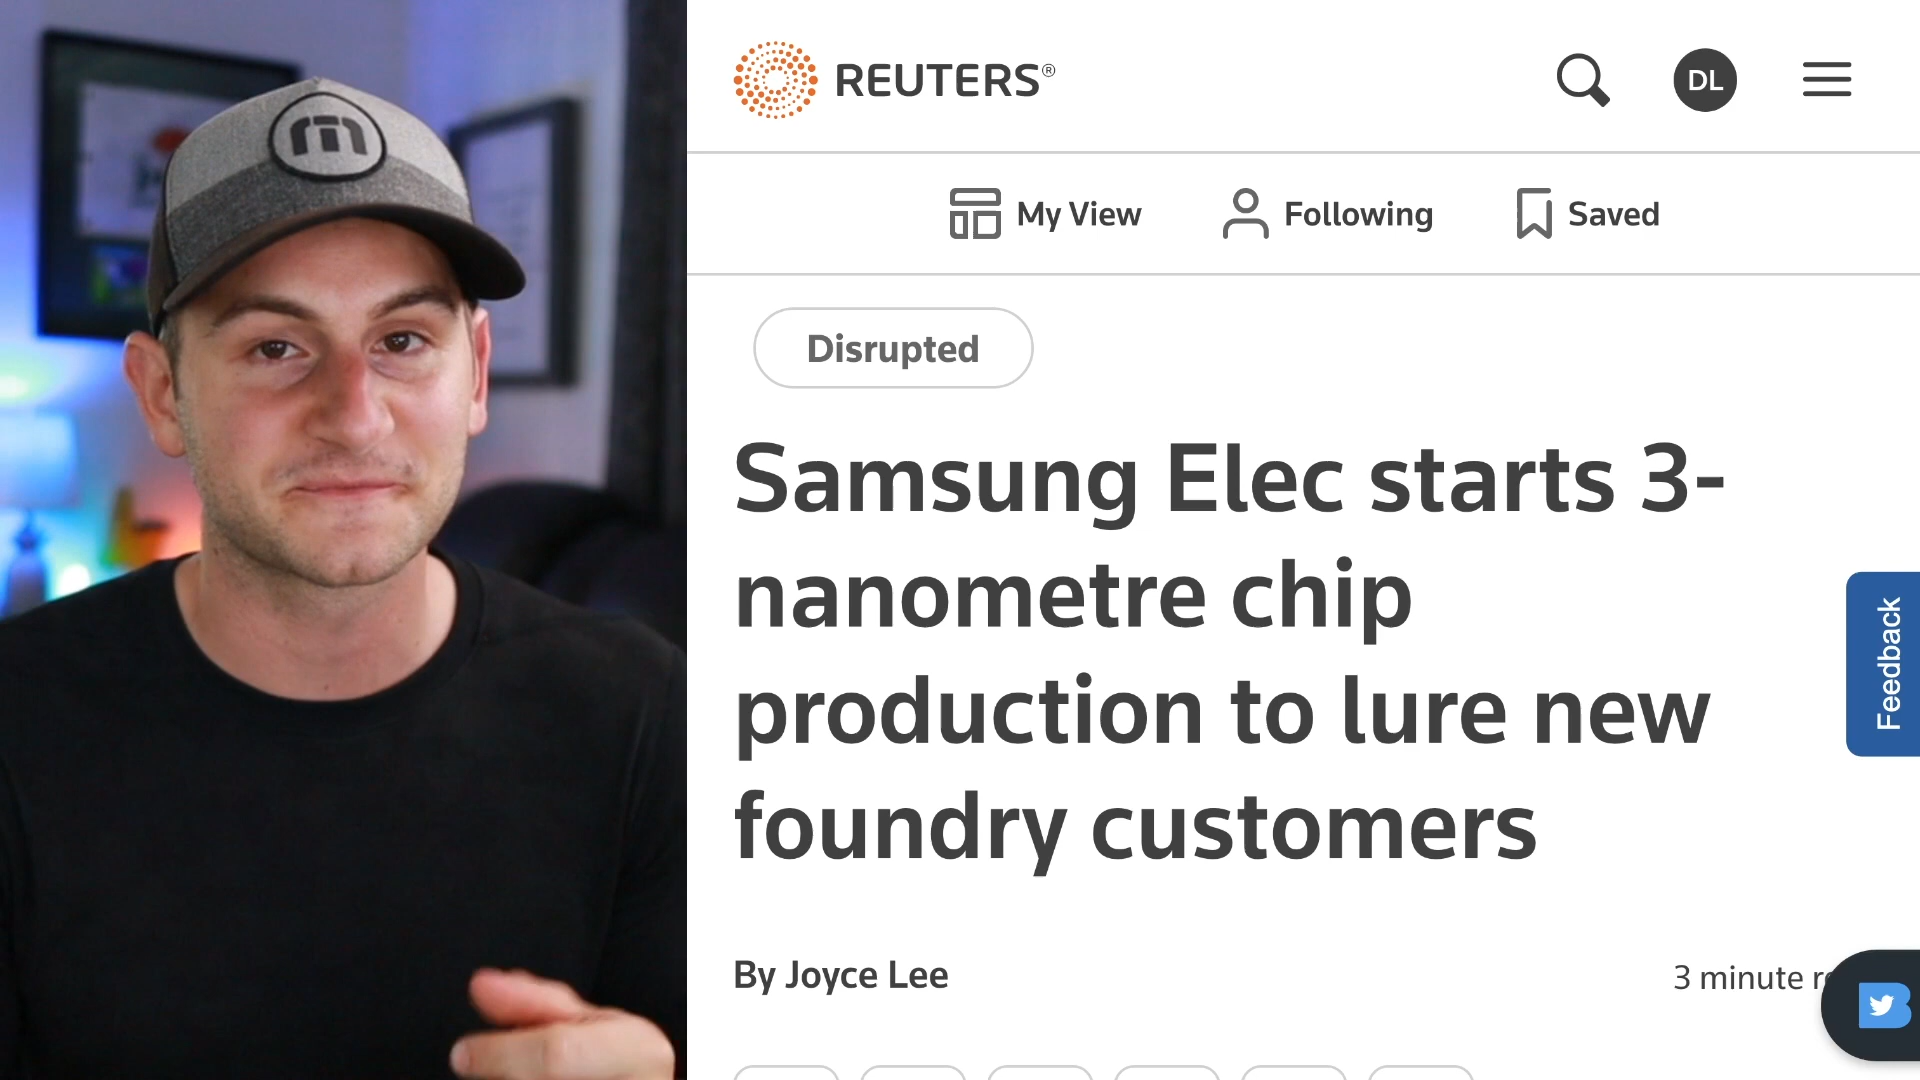 REUTERS®
DL
My View
Following
Saved
Disrupted
Samsung Elec starts 3-
nanometre chip
production to lure new
foundry customers
Feedback
By Joyce Lee
3 minute